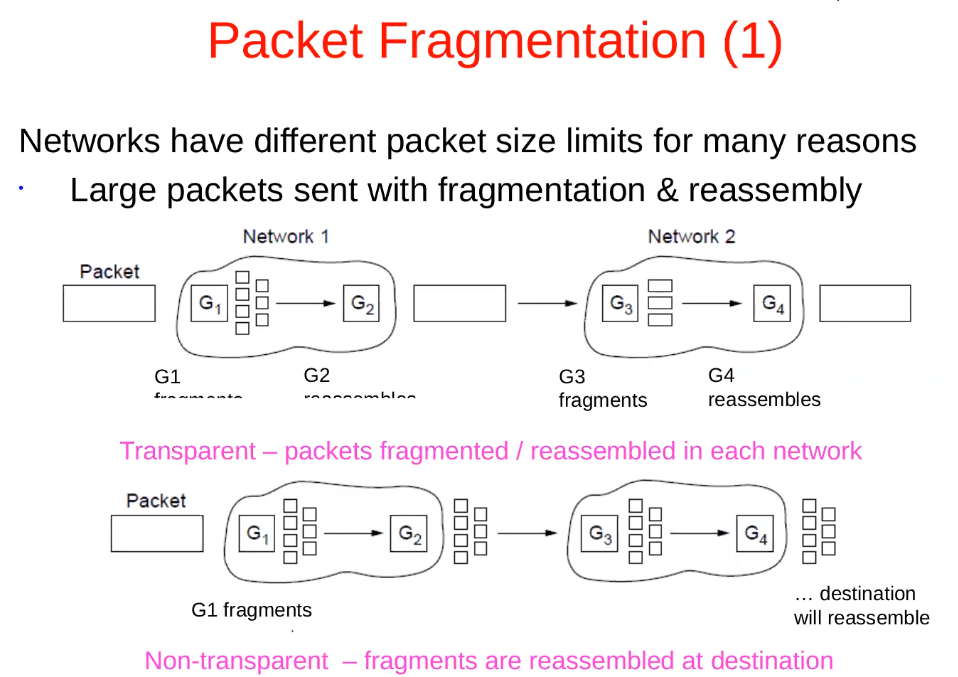 Packet Fragmentation (1)
Networks have different packet size limits for many reasons
• Large packets sent with fragmentation & reassembly
Network 1
Network 2
Packet
G1
G2
G3
G4
G1
G2
G3
fragments
G4
reassembles
Transparent – packets fragmented / reassembled in each network
Packet
G1
G2
G3
G4
G1 fragments
… destination
will reassemble
Non-transparent – fragments are reassembled at destination